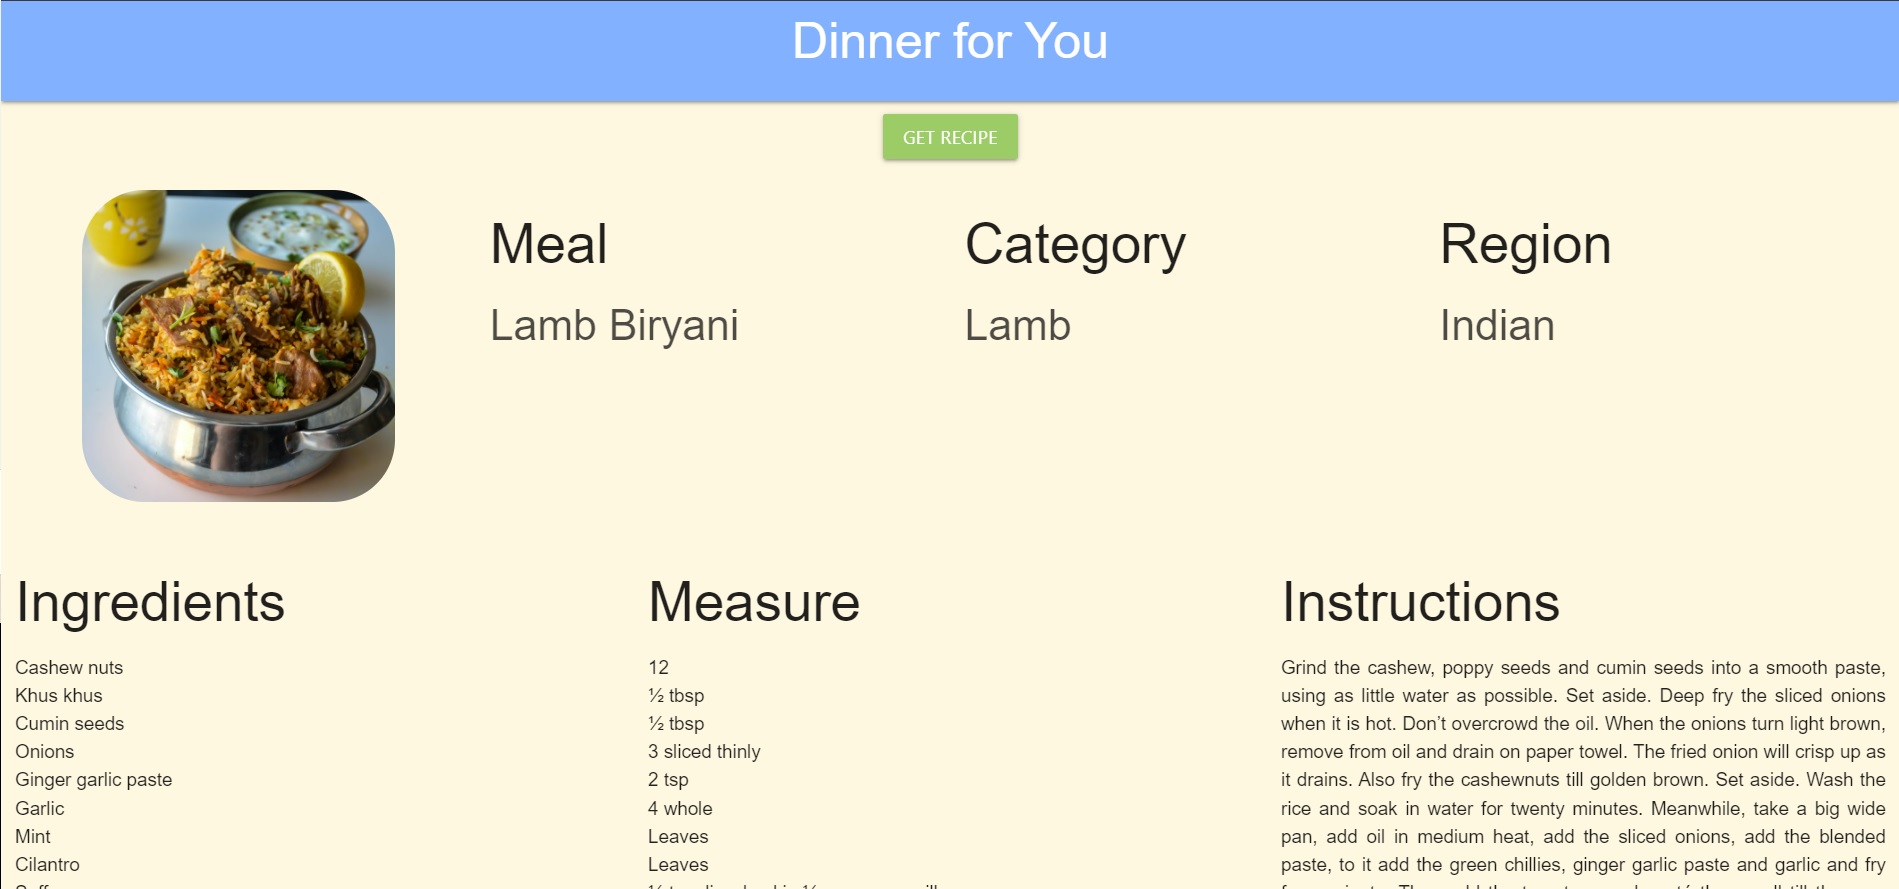 Dinner for You
GET RECIPE
Meal
Lamb Biryani
Category
Lamb
Region
Indian
Ingredients
Cashew nuts
Khus khus
Cumin seeds
Onions
Ginger garlic paste
Garlic
Mint
Cilantro
Measure
12
½ tbsp
½ tbsp
3 sliced thinly
2 tsp
4 whole
Leaves
Leaves
Instructions
Grind the cashew, poppy seeds and cumin seeds into a smooth paste,
using as little water as possible. Set aside. Deep fry the sliced onions
when it is hot. Don’t overcrowd the oil. When the onions turn light brown,
remove from oil and drain on paper towel. The fried onion will crisp up as
it drains. Also fry the cashewnuts till golden brown. Set aside. Wash the
rice and soak in water for twenty minutes. Meanwhile, take a big wide
pan, add oil in medium heat, add the sliced onions, add the blended
paste, to it add the green chillies, ginger garlic paste and garlic and fry